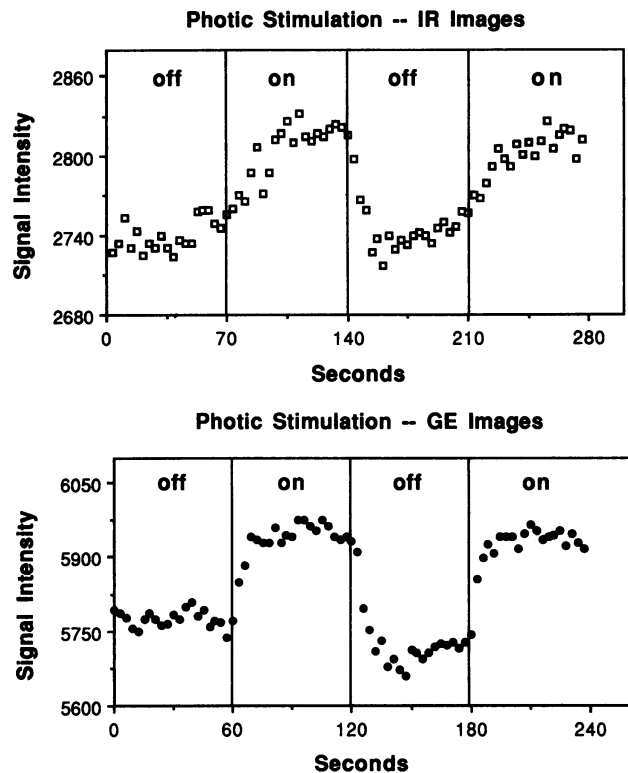 Photic Stimulation -- IR Images
off on off on
Signal Intensity
2860
2800
2740
2680
0 70 140 210 280
Seconds
Photic Stimulation -- GE Images
off on off on
Signal Intensity
6050
5900
5750
5600
0 60 120 180 240
Seconds